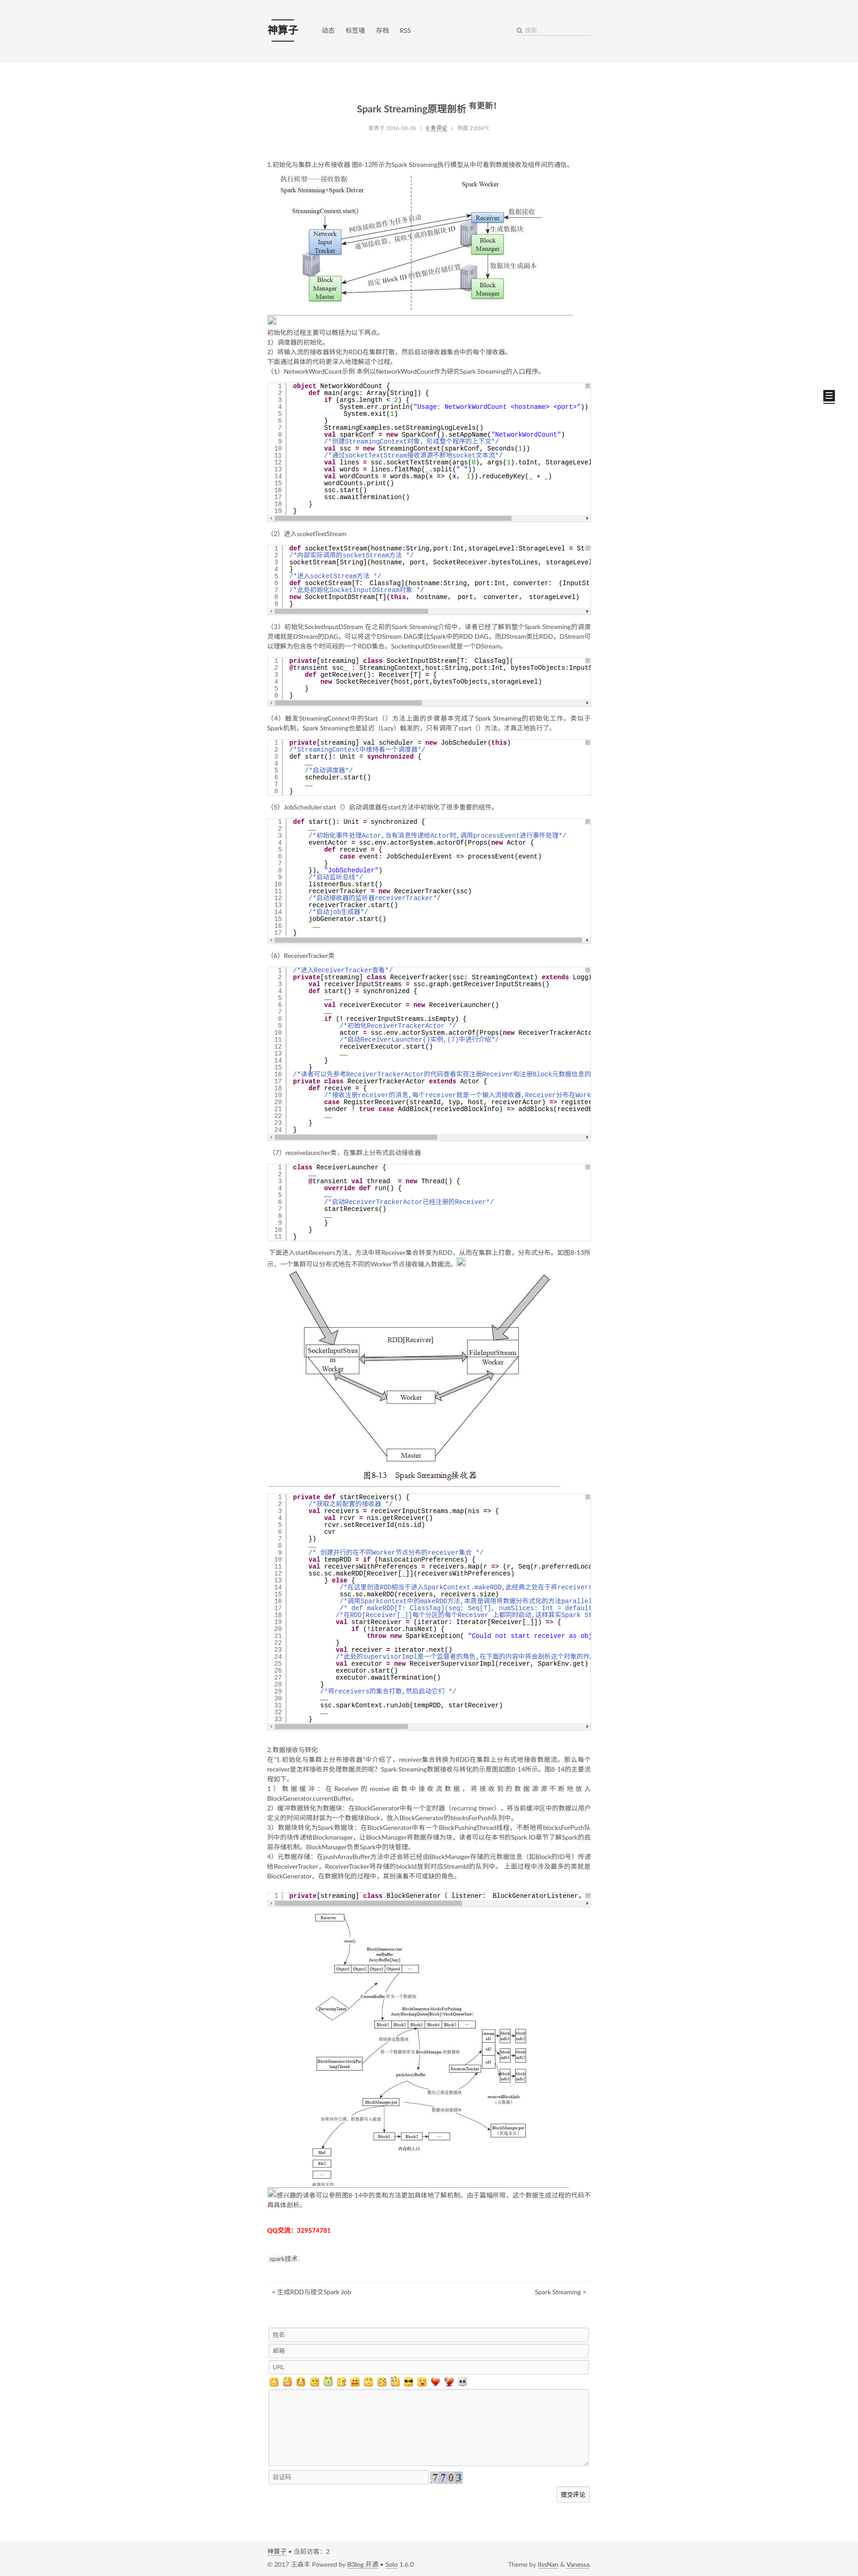 神算子
动态 标签墙 存档 RSS
搜索
Spark Streaming原理剖析 有更新!
发表于 2016-10-26 | 0 条评论 | 热度 2,036℃
1.初始化与集群上分布接收器 图8-12所示为Spark Streaming执行模型从中可看到数据接收及组件间的通信。
执行模型——接收数据
Spark Streaming+Spark Driver
Spark Worker
StreamingContext.start()
数据接收
网络接收器作为任务启动
Receiver
Network Input Tracker
通知接收器，接收生成的数据块 ID
生成数据块
Block Manager
数据块生成副本
指定 Block ID 的数据块存储位置
Block Manager Master
Block Manager
初始化的过程主要可以概括为以下两点。
1）调度器的初始化。
2）将输入流的接收器转化为RDD在集群打散，然后启动接收器集合中的每个接收器。
下面通过具体的代码更深入地理解这个过程。
（1）NetworkWordCount示例 本例以NetworkWordCount作为研究Spark Streaming的入口程序。
1 object NetworkWordCount {
2 def main(args: Array[String]) {
3 if (args.length < 2) {
4 System.err.println("Usage: NetworkWordCount <hostname> <port>"))
5 System.exit(1)
6 }
7 StreamingExamples.setStreamingLogLevels()
8 val sparkConf = new SparkConf().setAppName("NetworkWordCount")
9 /*创建StreamingContext对象，形成整个程序的上下文*/
10 val ssc = new StreamingContext(sparkConf, Seconds(1))
11 /*通过socketTextStream接收源源不断地socket文本流*/
12 val lines = ssc.socketTextStream(args(0), args(1).toInt, StorageLevel
13 val words = lines.flatMap(_.split(" "))
14 val wordCounts = words.map(x => (x, 1)).reduceByKey(_ + _)
15 wordCounts.print()
16 ssc.start()
17 ssc.awaitTermination()
18 }
19 }
（2）进入scoketTextStream
1 def socketTextStream(hostname:String,port:Int,storageLevel:StorageLevel = St
2 /*内部实际调用的socketStream方法 */
3 socketStream[String](hostname, port, SocketReceiver.bytesToLines, storageLevel
4 }
5 /*进入socketStream方法 */
6 def socketStream[T: ClassTag](hostname:String, port:Int, converter: (InputSt
7 /*此处初始化SocketInputDStream对象 */
8 new SocketInputDStream[T](this, hostname, port, converter, storageLevel)
9 }
（3）初始化SocketInputDStream 在之前的Spark Streaming介绍中，读者已经了解到整个Spark Streaming的调度
灵魂就是DStream的DAG，可以将这个DStream DAG类比Spark中的RDD DAG，而DStream类比RDD，DStream可
以理解为包含各个时间段的一个RDD集合。SocketInputDStream就是一个DStream。
1 private[streaming] class SocketInputDStream[T: ClassTag](
2 @transient ssc_ : StreamingContext,host:String,port:Int, bytesToObjects:InputS
3 def getReceiver(): Receiver[T] = {
4 new SocketReceiver(host,port,bytesToObjects,storageLevel)
5 }
6 }
（4）触发StreamingContext中的Start（）方法上面的步骤基本完成了Spark Streaming的初始化工作。类似于
Spark机制，Spark Streaming也是延迟（Lazy）触发的，只有调用了start（）方法，才真正地执行了。
1 private[streaming] val scheduler = new JobScheduler(this)
2 /*StreamingContext中维持着一个调度器*/
3 def start(): Unit = synchronized {
4 ……
5 /*启动调度器*/
6 scheduler.start()
7 ……
8 }
（5）JobScheduler.start（）启动调度器在start方法中初始化了很多重要的组件。
1 def start(): Unit = synchronized {
2 ……
3 /*初始化事件处理Actor,当有消息传递给Actor时,调用processEvent进行事件处理*/
4 eventActor = ssc.env.actorSystem.actorOf(Props(new Actor {
5 def receive = {
6 case event: JobSchedulerEvent => processEvent(event)
7 }
8 }), "JobScheduler")
9 /*启动监听总线*/
10 listenerBus.start()
11 receiverTracker = new ReceiverTracker(ssc)
12 /*启动接收器的监听器receiverTracker*/
13 receiverTracker.start()
14 /*启动job生成器*/
15 jobGenerator.start()
16 ……
17 }
（6）ReceiverTracker类
1 /*进入ReceiverTracker查看*/
2 private[streaming] class ReceiverTracker(ssc: StreamingContext) extends Loggi
3 val receiverInputStreams = ssc.graph.getReceiverInputStreams()
4 def start() = synchronized {
5 ……
6 val receiverExecutor = new ReceiverLauncher()
7 ……
8 if (! receiverInputStreams.isEmpty) {
9 /*初始化ReceiverTrackerActor */
10 actor = ssc.env.actorSystem.actorOf(Props(new ReceiverTrackerActo
11 /*启动ReceiverLauncher()实例,(7)中进行介绍*/
12 receiverExecutor.start()
13 ……
14 }
15 }
16 /*读者可以先参考ReceiverTrackerActor的代码查看实现注册Receiver和注册Block元数据信息的
17 private class ReceiverTrackerActor extends Actor {
18 def receive = {
19 /*接收注册receiver的消息,每个receiver就是一个输入流接收器,Receiver分布在Work
20 case RegisterReceiver(streamId, typ, host, receiverActor) => register
21 sender ! true case AddBlock(receivedBlockInfo) => addBlocks(receivedB
22 ……
23 }
24 }
（7）receivelauncher类，在集群上分布式启动接收器
1 class ReceiverLauncher {
2 ……
3 @transient val thread = new Thread() {
4 override def run() {
5 ……
6 /*启动ReceiverTrackerActor已经注册的Receiver*/
7 startReceivers()
8 ……
9 }
10 }
11 }
下面进入startReceivers方法，方法中将Receiver集合转变为RDD，从而在集群上打散，分布式分布。如图8-13所
示，一个集群可以分布式地在不同的Worker节点接收输入数据流。
RDD[Receiver]
SocketInputStream Worker
FileInputStream Worker
Worker
Master
图8-13 Spark Streaming接收器
1 private def startReceivers() {
2 /*获取之前配置的接收器 */
3 val receivers = receiverInputStreams.map(nis => {
4 val rcvr = nis.getReceiver()
5 rcvr.setReceiverId(nis.id)
6 cvr
7 })
8 ……
9 /* 创建并行的在不同Worker节点分布的receiver集合 */
10 val tempRDD = if (hasLocationPreferences) {
11 val receiversWithPreferences = receivers.map(r => (r, Seq(r.preferredLoca
12 ssc.sc.makeRDD[Receiver[_]](receiversWithPreferences)
13 } else {
14 /*在这里创造RDD相当于进入SparkContext.makeRDD,此经典之处在于将receivers
15 ssc.sc.makeRDD(receivers, receivers.size)
16 /*调用Sparkcontext中的makeRDD方法,本质是调用将数据分布式化的方法parallel
17 /* def makeRDD[T: ClassTag](seq: Seq[T], numSlices: Int = default
18 /*在RDD[Receiver[_]]每个分区的每个Receiver 上都同时启动,这样其实Spark St
19 val startReceiver = (iterator: Iterator[Receiver[_]]) => {
20 if (!iterator.hasNext) {
21 throw new SparkException( "Could not start receiver as obj
22 }
23 val receiver = iterator.next()
24 /*此处的supervisorImpl是一个监督者的角色,在下面的内容中将会剖析这个对象的作
25 val executor = new ReceiverSupervisorImpl(receiver, SparkEnv.get)
26 executor.start()
27 executor.awaitTermination()
28 }
29 /*将receivers的集合打散,然后启动它们 */
30 ……
31 ssc.sparkContext.runJob(tempRDD, startReceiver)
32 ……
33 }
2.数据接收与转化
在“1.初始化与集群上分布接收器”中介绍了，receiver集合转换为RDD在集群上分布式地接收数据流。那么每个
receiver是怎样接收并处理数据流的呢？Spark Streaming数据接收与转化的示意图如图8-14所示。图8-14的主要流
程如下。
1）数据缓冲：在Receiver的receive函数中接收流数据，将接收到的数据源源不断地放入
BlockGenerator.currentBuffer。
2）缓冲数据转化为数据块：在BlockGenerator中有一个定时器（recurring timer），将当前缓冲区中的数据以用户
定义的时间间隔封装为一个数据块Block，放入BlockGenerator的blocksForPush队列中。
3）数据块转化为Spark数据块：在BlockGenerator中有一个BlockPushingThread线程，不断地将blocksForPush队
列中的块传递给Blockmanager，让BlockManager将数据存储为块，读者可以在本书的Spark IO章节了解Spark的底
层存储机制。BlockManager负责Spark中的块管理。
4）元数据存储：在pushArrayBuffer方法中还会将已经由BlockManager存储的元数据信息（如Block的ID号）传递
给ReceiverTracker，ReceiverTracker将存储的blockId放到对应StreamId的队列中。 上面过程中涉及最多的类就是
BlockGenerator，在数据转化的过程中，其扮演着不可或缺的角色。
1 private[streaming] class BlockGenerator( listener: BlockGeneratorListener,
Receiver
store()
BlockGenerator.currentBuffer
ArrayBuffer[Any]
Object1 Object2 Object3 Object4 …
RecurringTimer
CurrentBuffer 作为一个数据块
BlockGenerator.blocksForPushing
ArrayBlockingQueue[Block](blockQueueSize)
Block1 Block2 Block3 Block4 Block5 …
持续推送数据块
将一个数据块变为 BlockManager 的数据块
BlockGenerator.blockPushingThread
pushArrayBuffer
ReceiverTracker
receivedBlockInfo
（元数据）
BlockManager.put
Block1 Block2 …
内存的入口
file1
file2
…
感兴趣的读者可以参照图8-14中的类和方法更加具体地了解机制。由于篇幅所限，这个数据生成过程的代码不
再具体剖析。
QQ交流：329574781
spark技术
< 生成RDD与提交Spark Job
Spark Streaming >
姓名
邮箱
URL
验证码
7703
提交评论
神算子 • 当前访客：2
© 2017 王森丰 Powered by B3log 开源 • Solo 1.6.0
Theme by IIssNan & Vanessa.